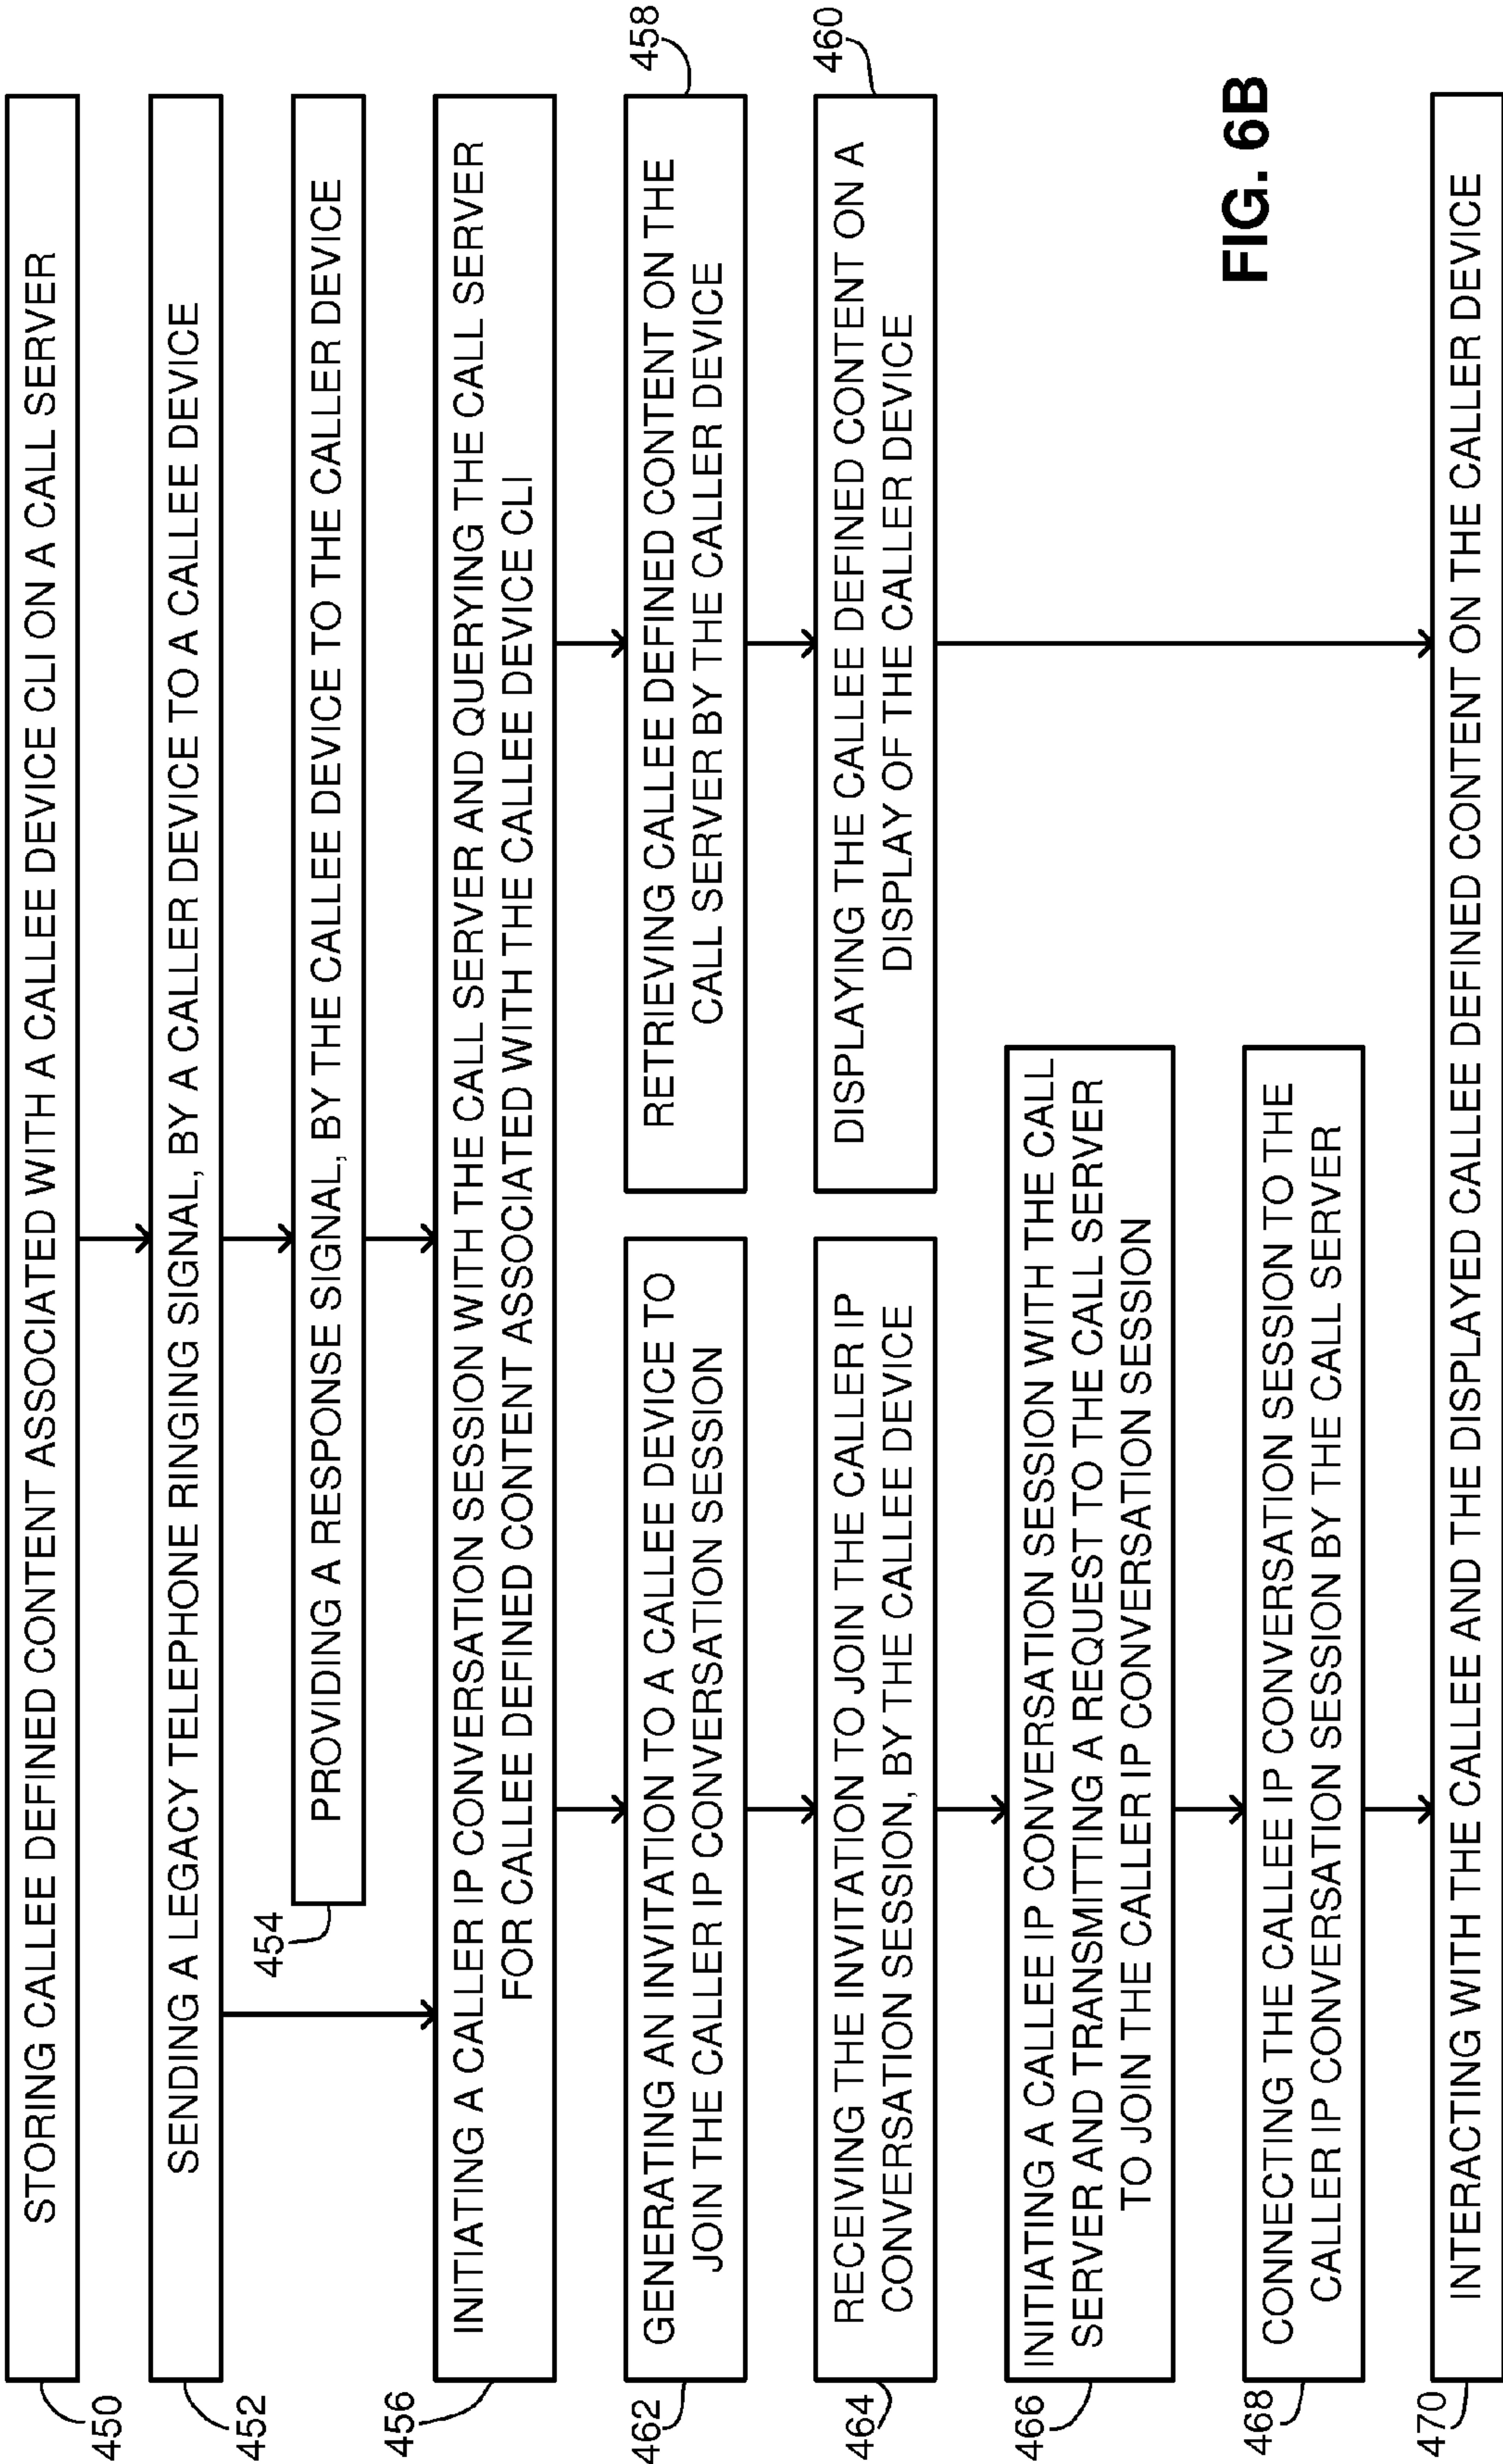 450
STORING CALLEE DEFINED CONTENT ASSOCIATED WITH A CALLEE DEVICE CLI ON A CALL SERVER
452
SENDING A LEGACY TELEPHONE RINGING SIGNAL, BY A CALLER DEVICE TO A CALLEE DEVICE
454
PROVIDING A RESPONSE SIGNAL, BY THE CALLEE DEVICE TO THE CALLER DEVICE
456
INITIATING A CALLER IP CONVERSATION SESSION WITH THE CALL SERVER AND QUERYING THE CALL SERVER
FOR CALLEE DEFINED CONTENT ASSOCIATED WITH THE CALLEE DEVICE CLI
462
GENERATING AN INVITATION TO A CALLEE DEVICE TO
JOIN THE CALLER IP CONVERSATION SESSION
458
RETRIEVING CALLEE DEFINED CONTENT ON THE
CALL SERVER BY THE CALLER DEVICE
464
RECEIVING THE INVITATION TO JOIN THE CALLER IP
CONVERSATION SESSION, BY THE CALLEE DEVICE
460
DISPLAYING THE CALLEE DEFINED CONTENT ON A
DISPLAY OF THE CALLER DEVICE
466
INITIATING A CALLEE IP CONVERSATION SESSION WITH THE CALL
SERVER AND TRANSMITTING A REQUEST TO THE CALL SERVER
TO JOIN THE CALLER IP CONVERSATION SESSION
468
CONNECTING THE CALLEE IP CONVERSATION SESSION TO THE
CALLER IP CONVERSATION SESSION BY THE CALL SERVER
470
INTERACTING WITH THE CALLEE AND THE DISPLAYED CALLEE DEFINED CONTENT ON THE CALLER DEVICE
FIG. 6B